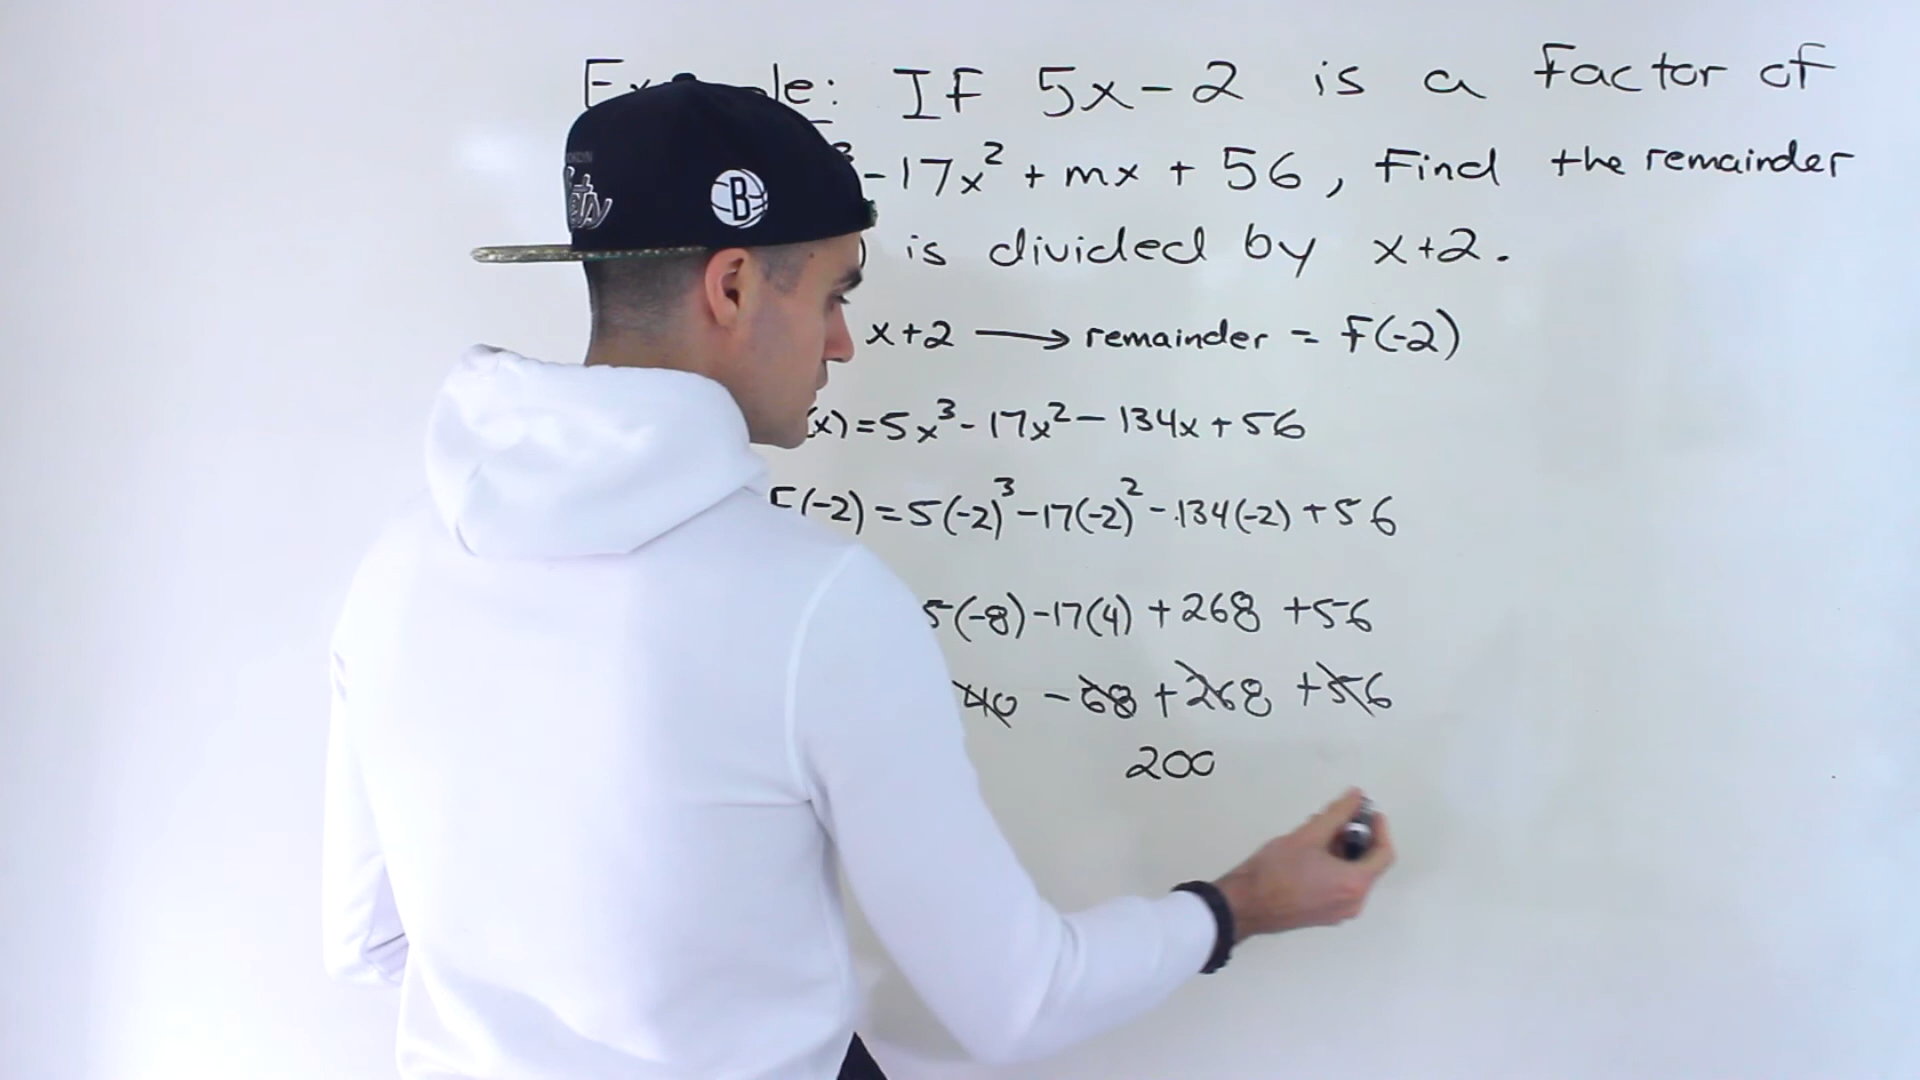 le: IF 5x-2 is a factor of
-17x² + mx + 56, find the remainder
) is divided by x+2.
x+2 ⟶ remainder = F(-2)
(x)=5x³-17x²-134x+56
F(-2)=5(-2)³-17(-2)²-134(-2)+56
5(-8)-17(4)+268+56
40-68+268+56
200
B